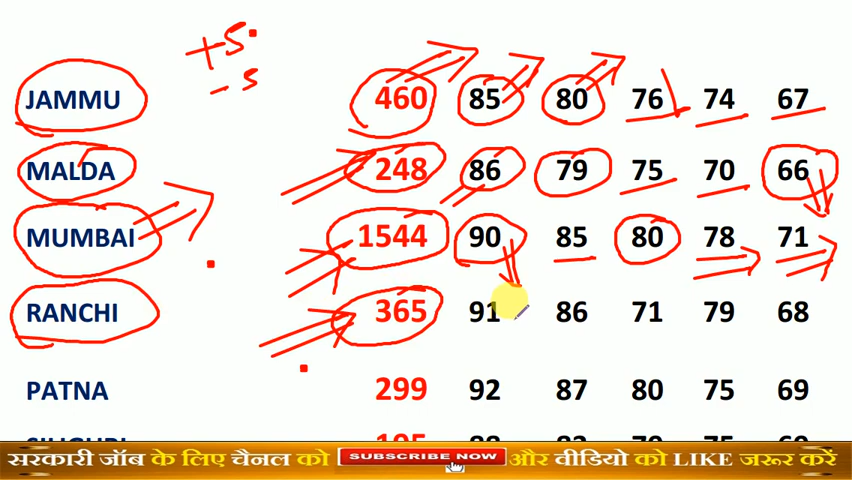 +5
- 5
JAMMU 460 85 80 76 74 67
MALDA 248 86 79 75 70 66
MUMBAI 1544 90 85 80 78 71
RANCHI 365 91 86 71 79 68
PATNA 299 92 87 80 75 69
सरकारी जॉब के लिए चैनल को SUBSCRIBE NOW और वीडियो को LIKE जरूर करें